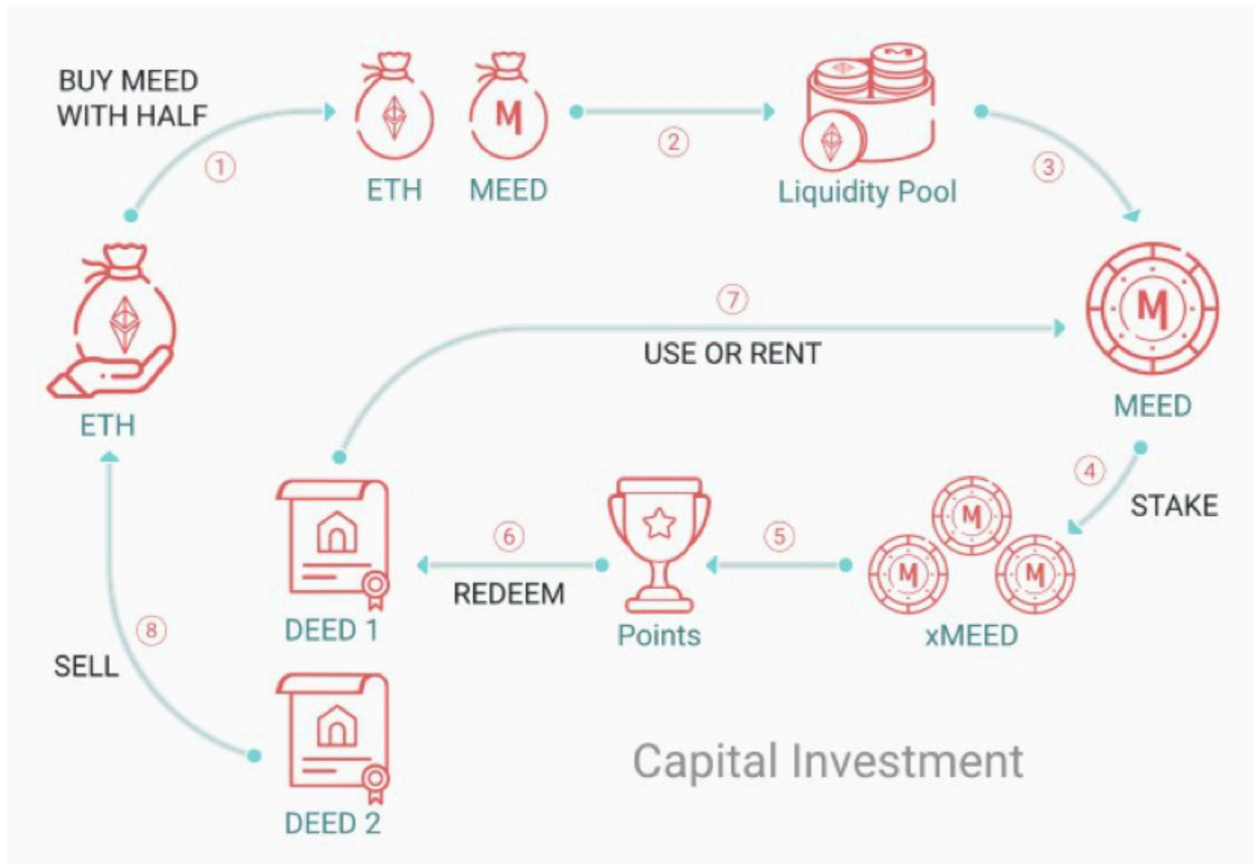 BUY MEED
WITH HALF
1
ETH
M
MEED
2
Liquidity Pool
3
ETH
7
USE OR RENT
M
MEED
4
STAKE
M
M
M
xMEED
5
Points
6
REDEEM
DEED 1
8
SELL
DEED 2
Capital Investment